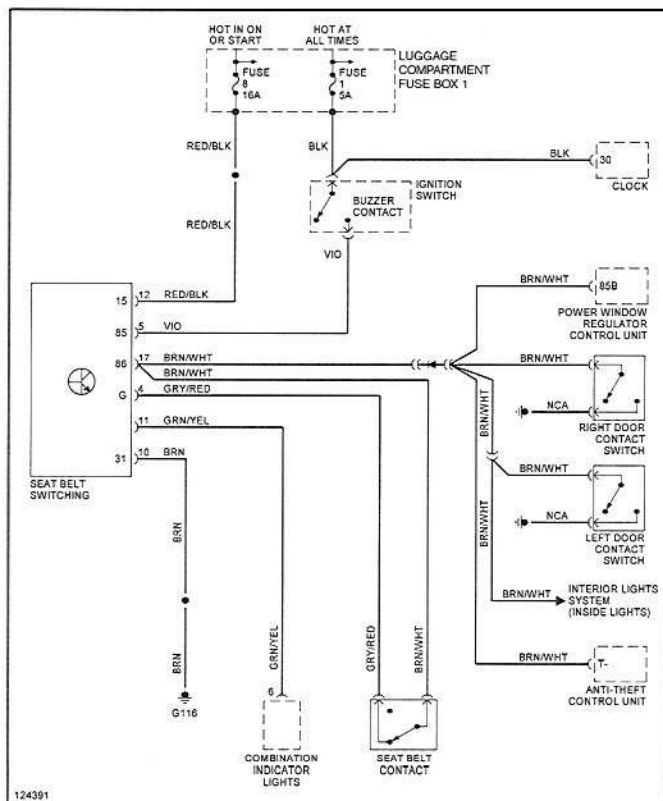 HOT IN ON
OR START
HOT AT
ALL TIMES
FUSE
8
16A
FUSE
1
5A
LUGGAGE
COMPARTMENT
FUSE BOX 1
RED/BLK
BLK
BLK
30
CLOCK
IGNITION
SWITCH
BUZZER
CONTACT
RED/BLK
VIO
15
12
RED/BLK
85
5
VIO
86
17
BRN/WHT
BRN/WHT
G
4
GRY/RED
11
GRN/YEL
31
10
BRN
SEAT BELT
SWITCHING
BRN/WHT
85B
POWER WINDOW
REGULATOR
CONTROL UNIT
BRN/WHT
NCA
RIGHT DOOR
CONTACT
SWITCH
BRN/WHT
BRN/WHT
NCA
LEFT DOOR
CONTACT
SWITCH
BRN/WHT
BRN/WHT
INTERIOR LIGHTS
SYSTEM
(INSIDE LIGHTS)
BRN/WHT
T-
ANTI-THEFT
CONTROL UNIT
BRN
BRN
G116
GRN/YEL
6
COMBINATION
INDICATOR
LIGHTS
GRY/RED
BRN/WHT
SEAT BELT
CONTACT
124391